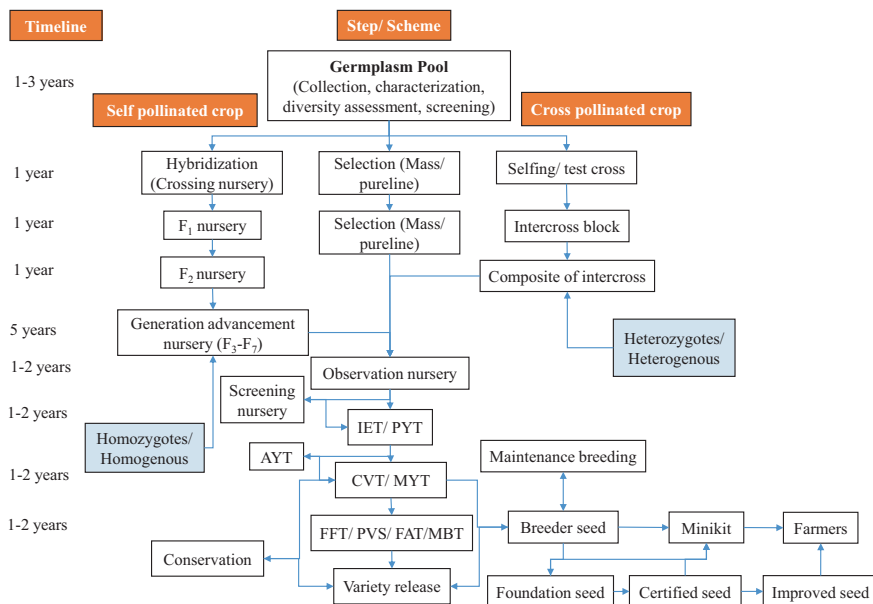 Timeline
Step/ Scheme
1-3 years
Germplasm Pool
(Collection, characterization,
diversity assessment, screening)
Self pollinated crop
Cross pollinated crop
1 year
Hybridization
(Crossing nursery)
Selection (Mass/
pureline)
Selfing/ test cross
1 year
F1 nursery
Selection (Mass/
pureline)
Intercross block
1 year
F2 nursery
Composite of intercross
5 years
Generation advancement
nursery (F3-F7)
Heterozygotes/
Heterogenous
1-2 years
Observation nursery
Screening
nursery
1-2 years
IET/ PYT
Homozygotes/
Homogenous
AYT
Maintenance breeding
1-2 years
CVT/ MYT
1-2 years
FFT/ PVS/ FAT/MBT
Breeder seed
Minikit
Farmers
Conservation
Variety release
Foundation seed
Certified seed
Improved seed